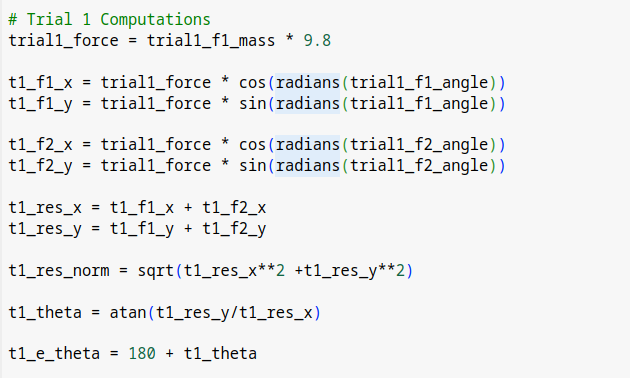 # Trial 1 Computations
trial1_force = trial1_f1_mass * 9.8
t1_f1_x = trial1_force * cos(radians(trial1_f1_angle))
t1_f1_y = trial1_force * sin(radians(trial1_f1_angle))
t1_f2_x = trial1_force * cos(radians(trial1_f2_angle))
t1_f2_y = trial1_force * sin(radians(trial1_f2_angle))
t1_res_x = t1_f1_x + t1_f2_x
t1_res_y = t1_f1_y + t1_f2_y
t1_res_norm = sqrt(t1_res_x**2 +t1_res_y**2)
t1_theta = atan(t1_res_y/t1_res_x)
t1_e_theta = 180 + t1_theta